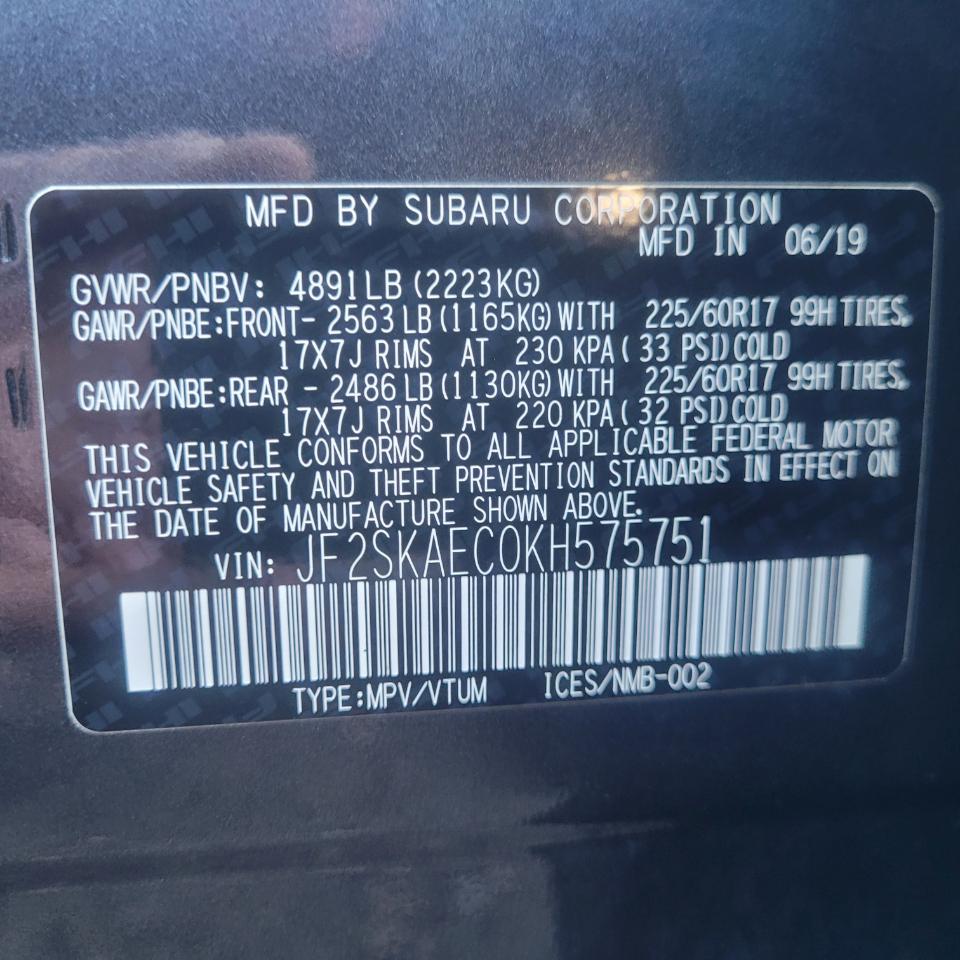 MFD BY SUBARU CORPORATION
MFD IN 06/19
GVWR/PNBV: 4891LB (2223KG)
GAWR/PNBE:FRONT- 2563 LB (1165KG) WITH 225/60R17 99H TIRES,
17X7J RIMS AT 230 KPA ( 33 PSI) COLD
GAWR/PNBE:REAR - 2486 LB (1130KG) WITH 225/60R17 99H TIRES,
17X7J RIMS AT 220 KPA ( 32 PSI) COLD
THIS VEHICLE CONFORMS TO ALL APPLICABLE FEDERAL MOTOR
VEHICLE SAFETY AND THEFT PREVENTION STANDARDS IN EFFECT ON
THE DATE OF MANUFACTURE SHOWN ABOVE.
VIN: JF2SKAEC0KH575751
TYPE:MPV/VTUM ICES/NMB-002